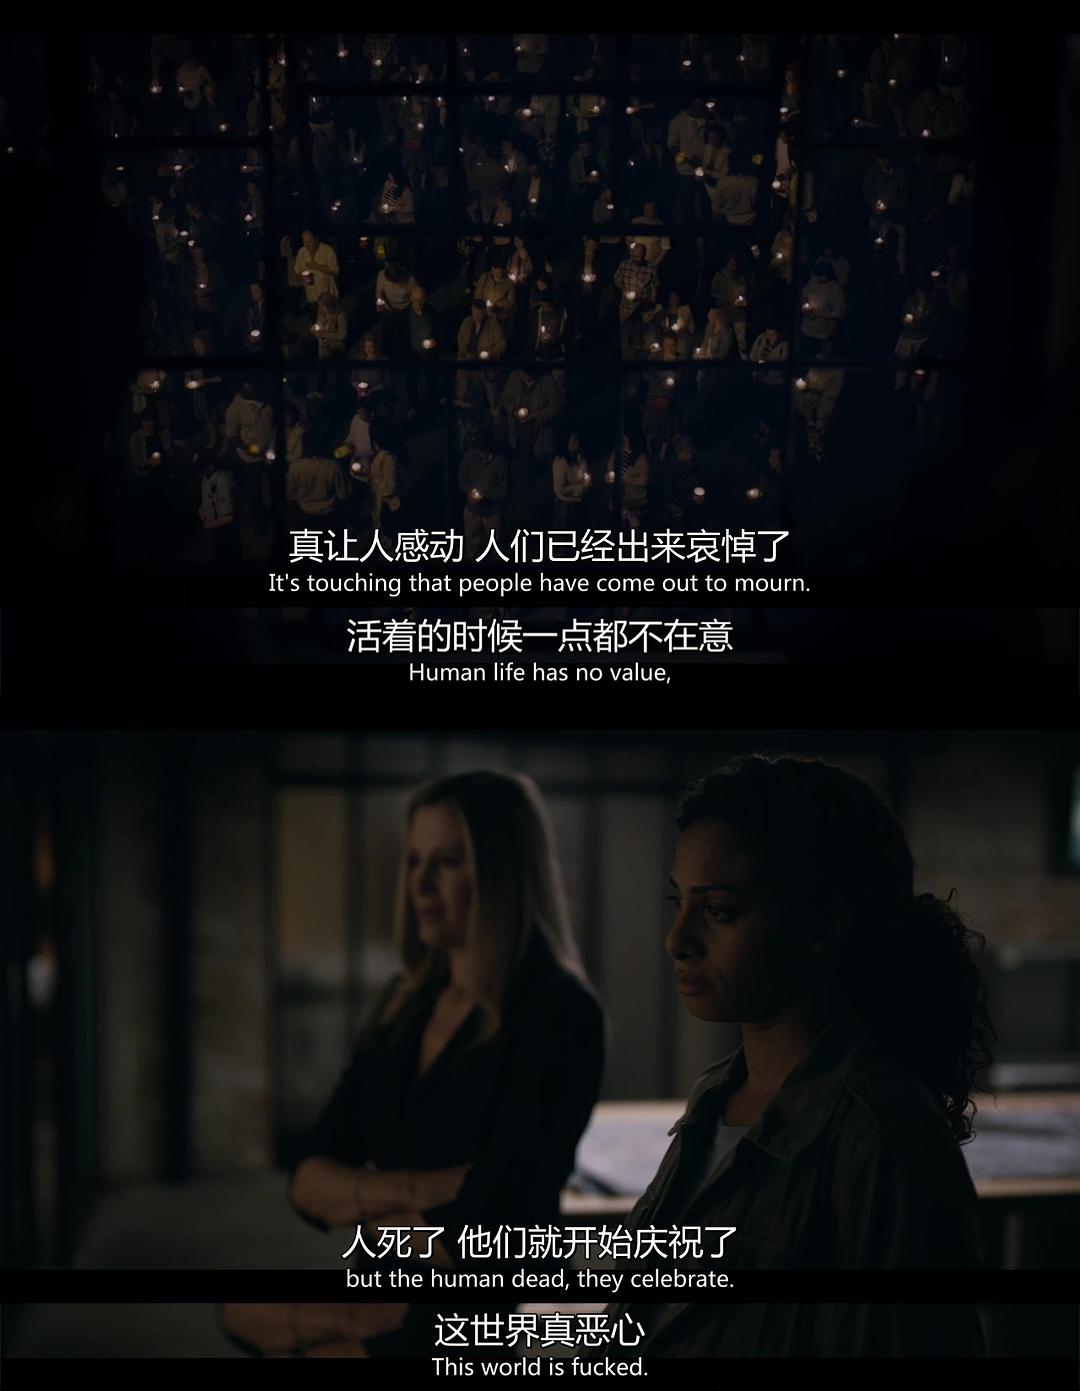 真让人感动 人们已经出来哀悼了
It's touching that people have come out to mourn.
活着的时候一点都不在意
Human life has no value,
人死了 他们就开始庆祝了
but the human dead, they celebrate.
这世界真恶心
This world is fucked.